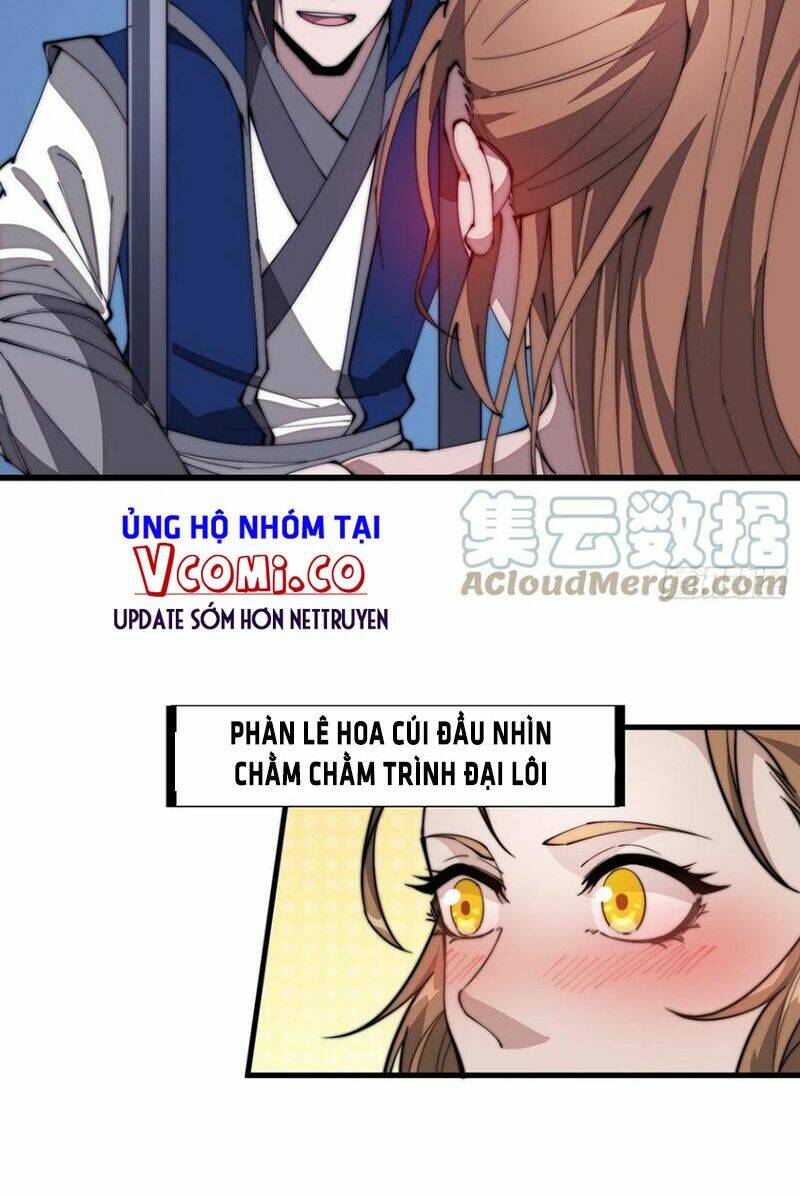 ỦNG HỘ NHÓM TẠI
VCOMI.CO
UPDATE SỚM HƠN NETTRUYEN
集云数据
ACloudMerge.com
PHÀN LÊ HOA CÚI ĐẦU NHÌN
CHẰM CHẰM TRÌNH ĐẠI LÔI